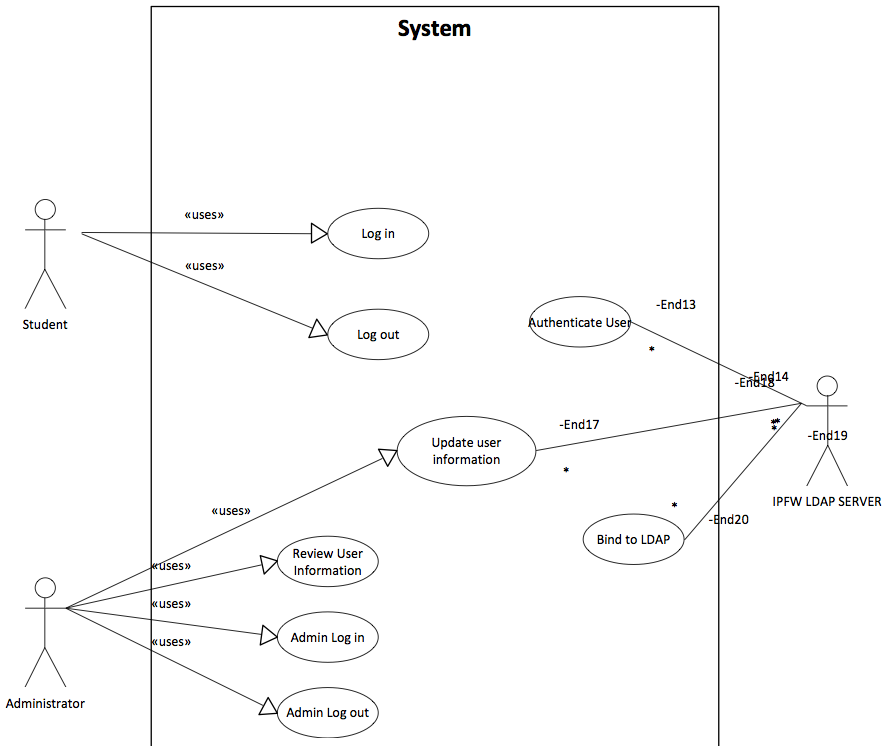 System
«uses»
Log in
«uses»
Student
Log out
-End13
Authenticate User
*
-End14
-End18
-End17
Update user
information
*
*
*
*
-End19
IPFW LDAP SERVER
*
«uses»
-End20
Bind to LDAP
Review User
Information
«uses»
«uses»
Admin Log in
«uses»
Administrator
Admin Log out